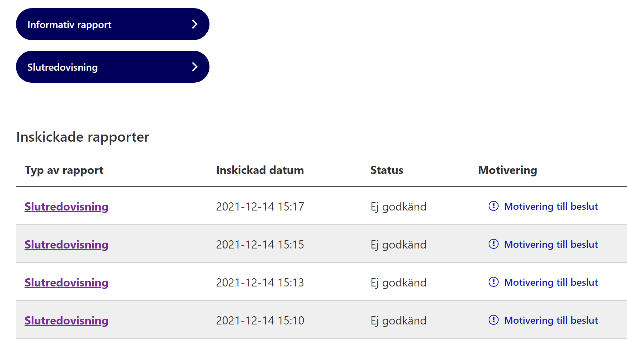 Informativ rapport
Slutredovisning
Inskickade rapporter
Typ av rapport Inskickad datum Status Motivering
Slutredovisning 2021-12-14 15:17 Ej godkänd Motivering till beslut
Slutredovisning 2021-12-14 15:15 Ej godkänd Motivering till beslut
Slutredovisning 2021-12-14 15:13 Ej godkänd Motivering till beslut
Slutredovisning 2021-12-14 15:10 Ej godkänd Motivering till beslut